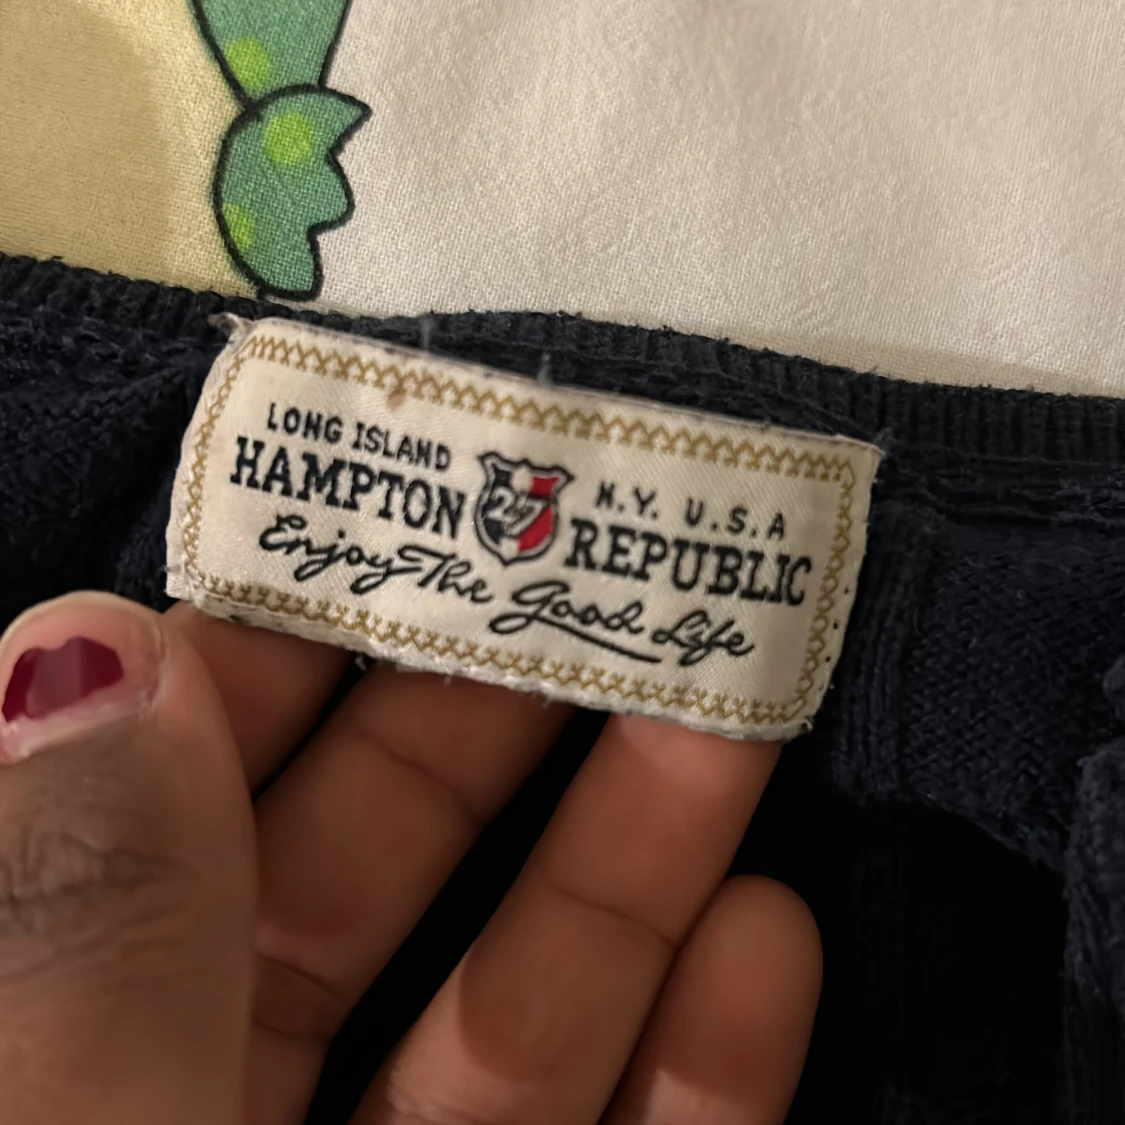 LONG ISLAND N.Y. U.S.A
HAMPTON 27 REPUBLIC
Enjoy The Good Life